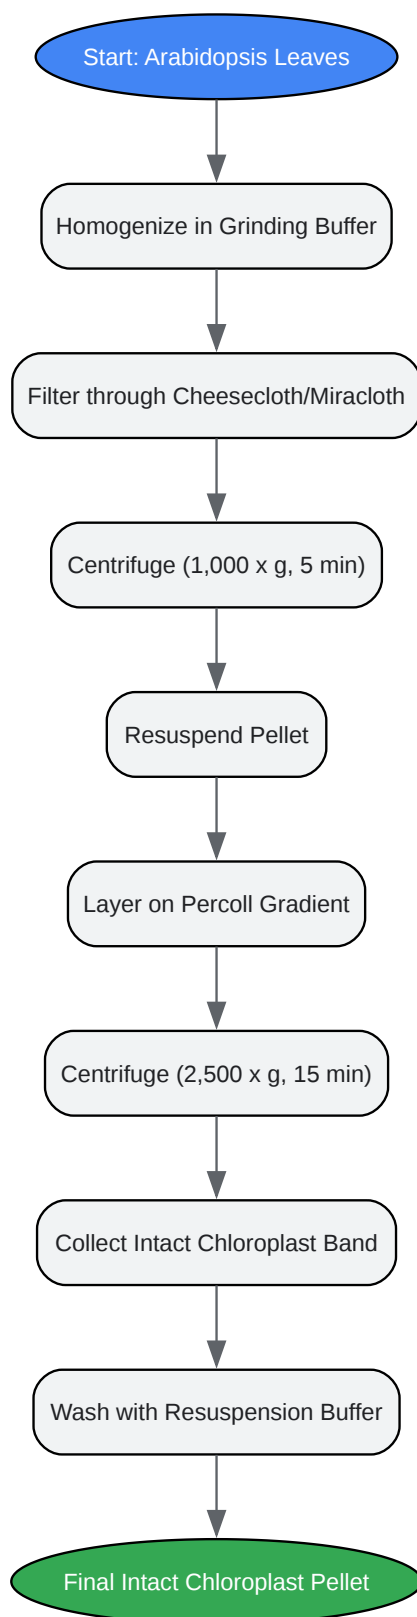 Start: Arabidopsis Leaves
Homogenize in Grinding Buffer
Filter through Cheesecloth/Miracloth
Centrifuge (1,000 x g, 5 min)
Resuspend Pellet
Layer on Percoll Gradient
Centrifuge (2,500 x g, 15 min)
Collect Intact Chloroplast Band
Wash with Resuspension Buffer
Final Intact Chloroplast Pellet